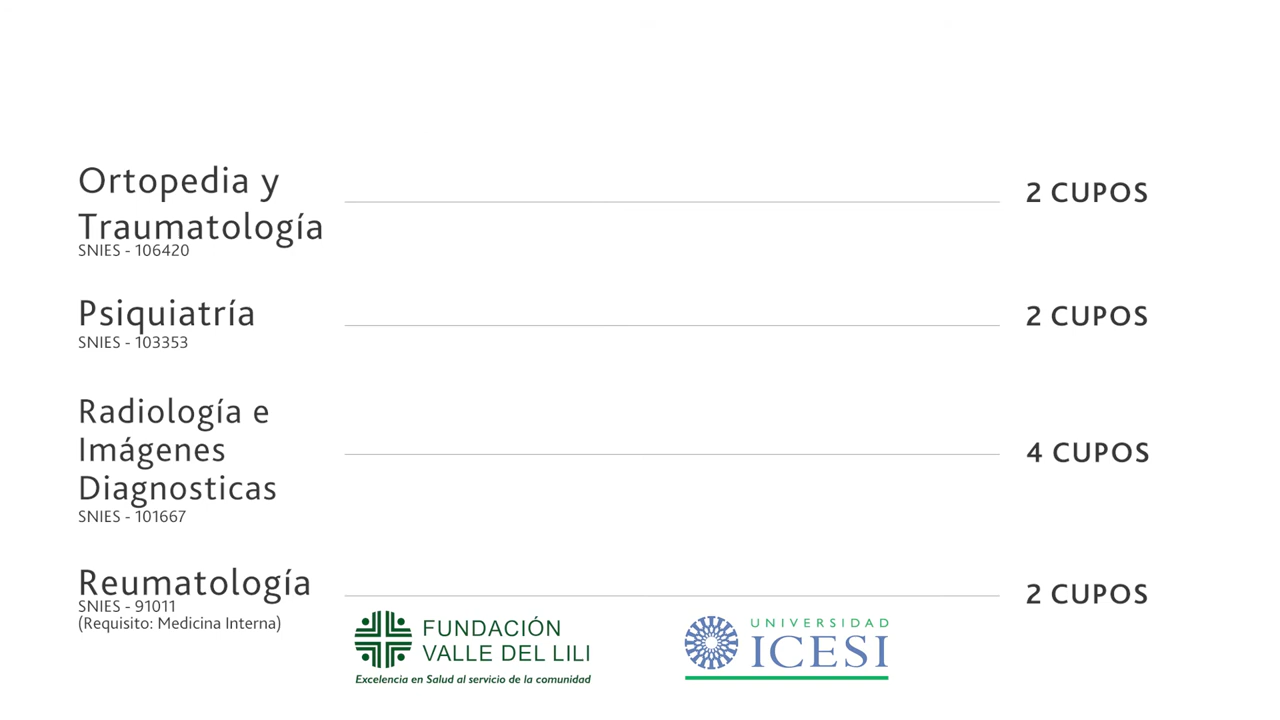 Ortopedia y
Traumatología
SNIES - 106420
2 CUPOS
Psiquiatría
SNIES - 103353
2 CUPOS
Radiología e
Imágenes
Diagnosticas
SNIES - 101667
4 CUPOS
Reumatología
SNIES - 91011
(Requisito: Medicina Interna)
2 CUPOS
FUNDACIÓN
VALLE DEL LILI
Excelencia en Salud al servicio de la comunidad
UNIVERSIDAD
ICESI